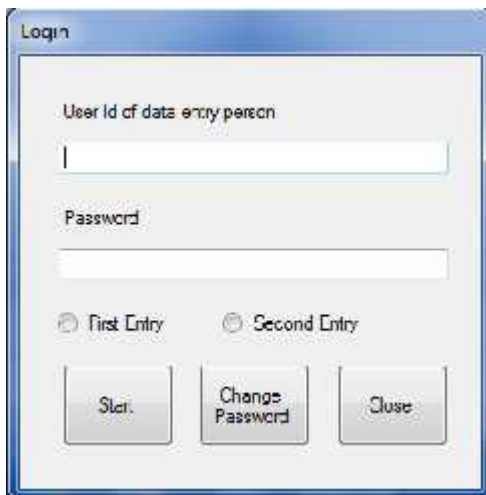 Login
User Id of data entry person
Password
First Entry
Second Entry
Start
Change
Password
Close